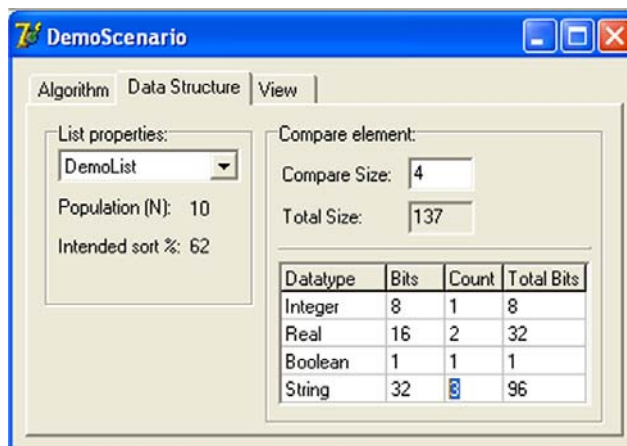 DemoScenario
Algorithm Data Structure View
List properties:
DemoList
Population (N): 10
Intended sort %: 62
Compare element:
Compare Size: 4
Total Size: 137
Datatype Bits Count Total Bits
Integer 8 1 8
Real 16 2 32
Boolean 1 1 1
String 32 3 96